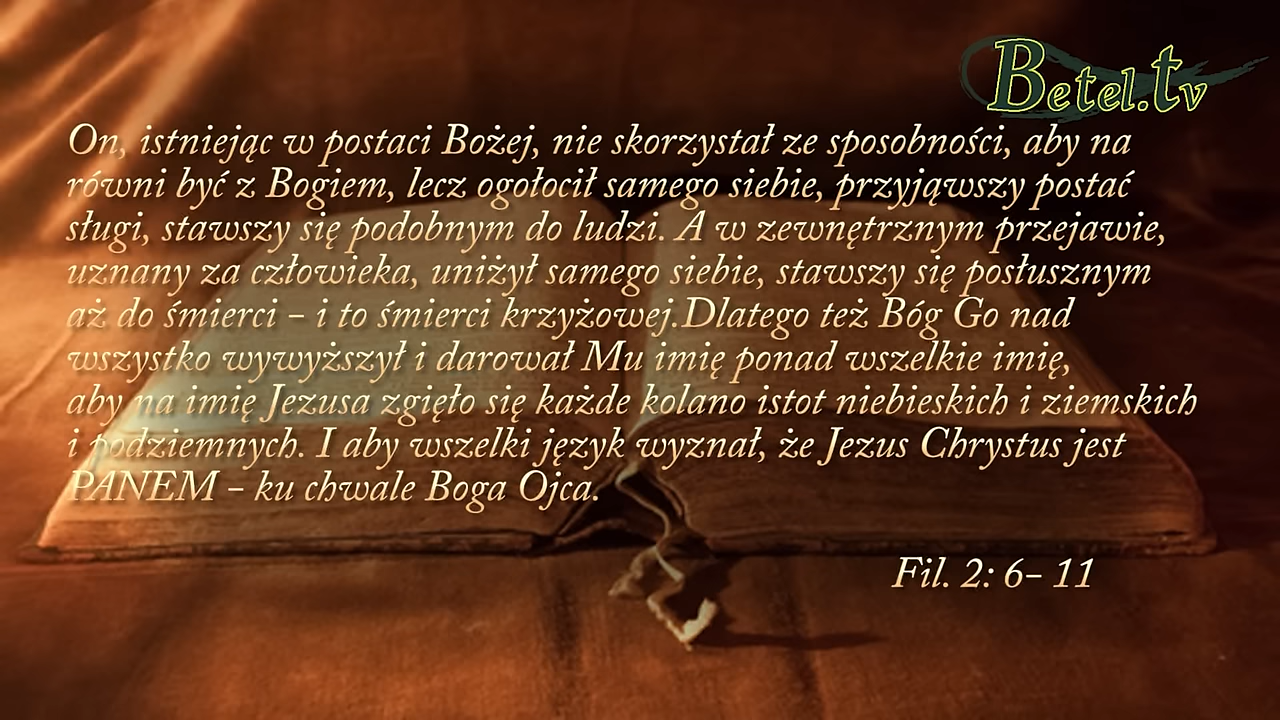 Betel.tv
On, istniejąc w postaci Bożej, nie skorzystał ze sposobności, aby na
równi być z Bogiem, lecz ogołocił samego siebie, przyjąwszy postać
sługi, stawszy się podobnym do ludzi. A w zewnętrznym przejawie,
uznany za człowieka, uniżył samego siebie, stawszy się posłusznym
aż do śmierci – i to śmierci krzyżowej.Dlatego też Bóg Go nad
wszystko wywyższył i darował Mu imię ponad wszelkie imię,
aby na imię Jezusa zgięło się każde kolano istot niebieskich i ziemskich
i podziemnych. I aby wszelki język wyznał, że Jezus Chrystus jest
PANEM – ku chwale Boga Ojca.
Fil. 2: 6– 11